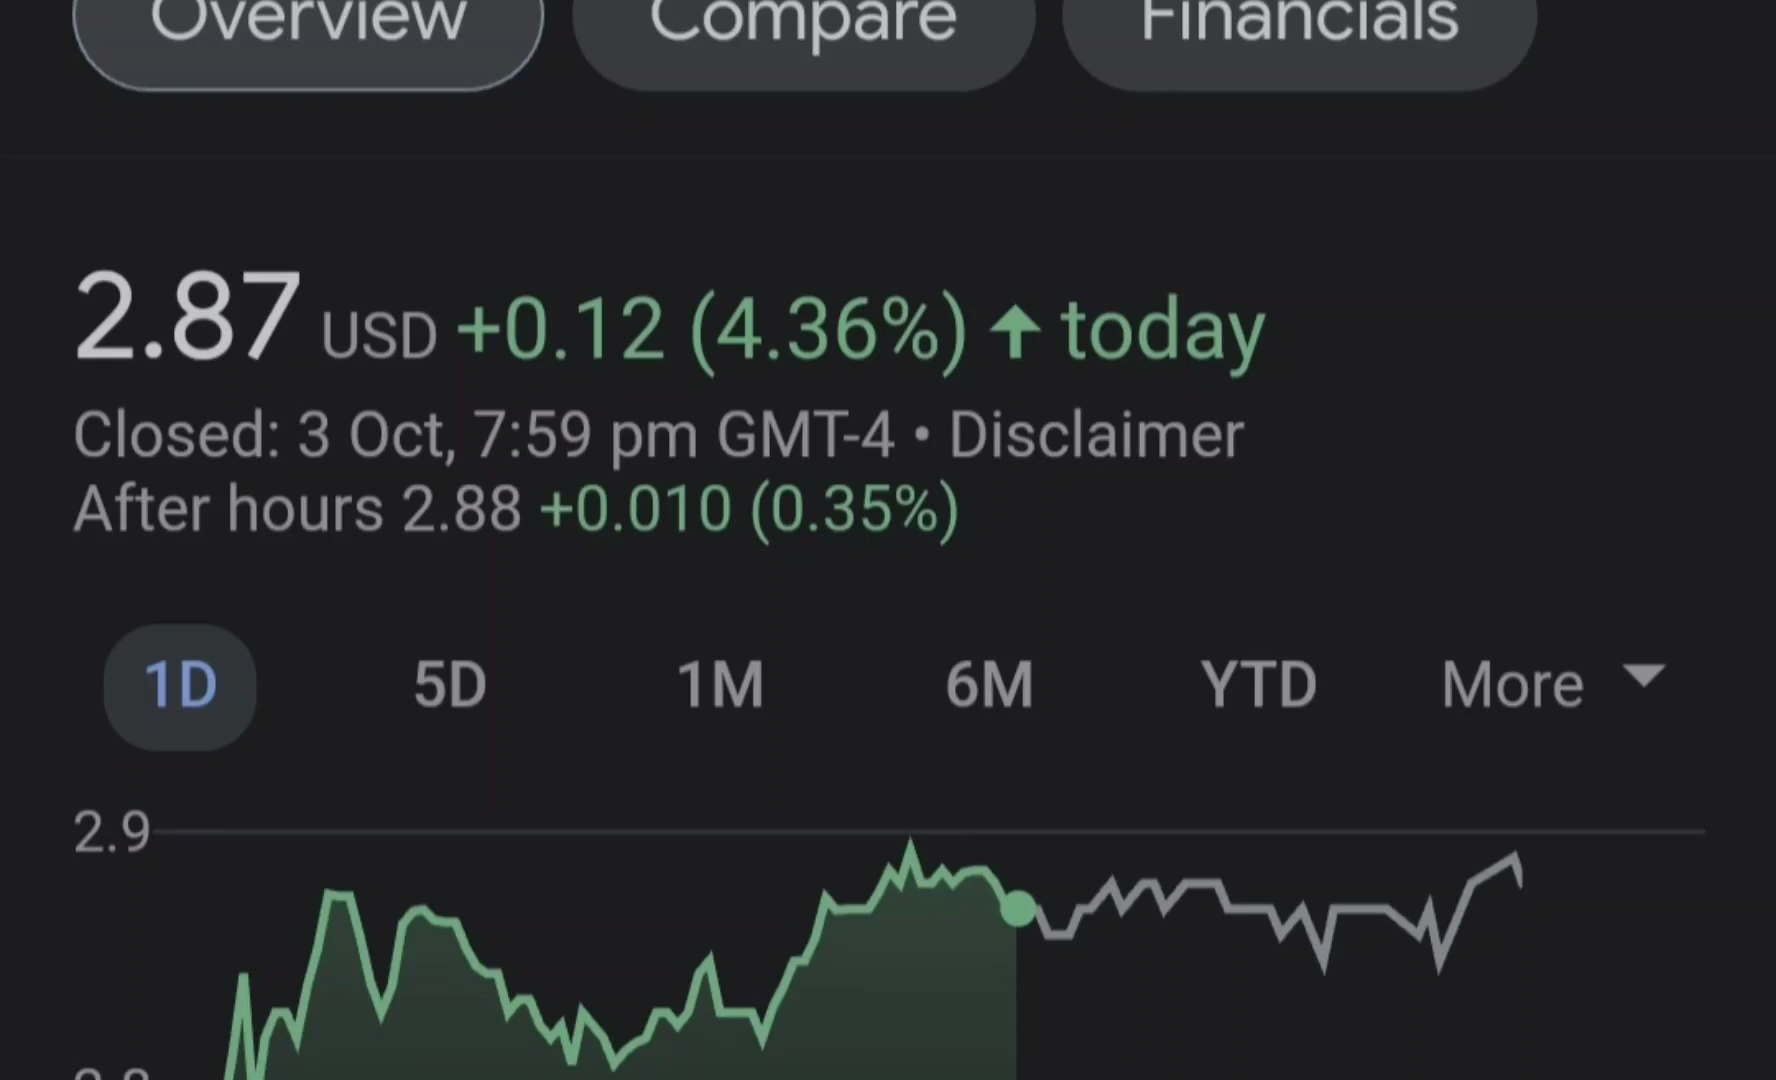 Overview Compare Financials
2.87 USD +0.12 (4.36%) ↑ today
Closed: 3 Oct, 7:59 pm GMT-4 • Disclaimer
After hours 2.88 +0.010 (0.35%)
1D 5D 1M 6M YTD More
2.9